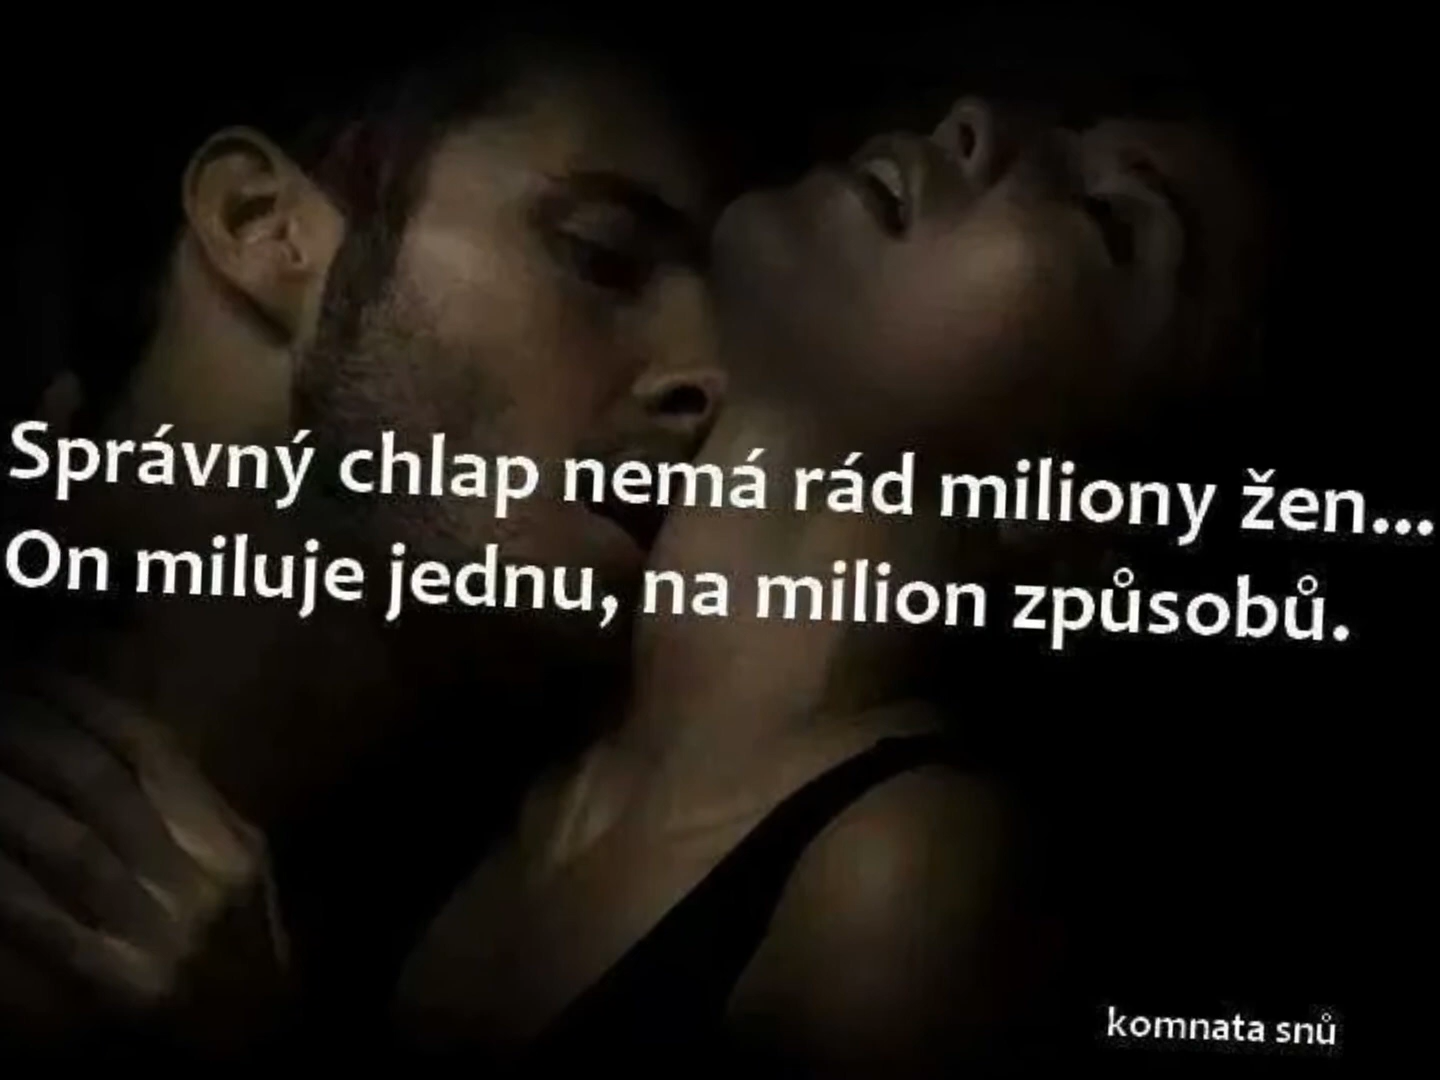 Správný chlap nemá rád miliony žen...
On miluje jednu, na milion způsobů.
komnata snů